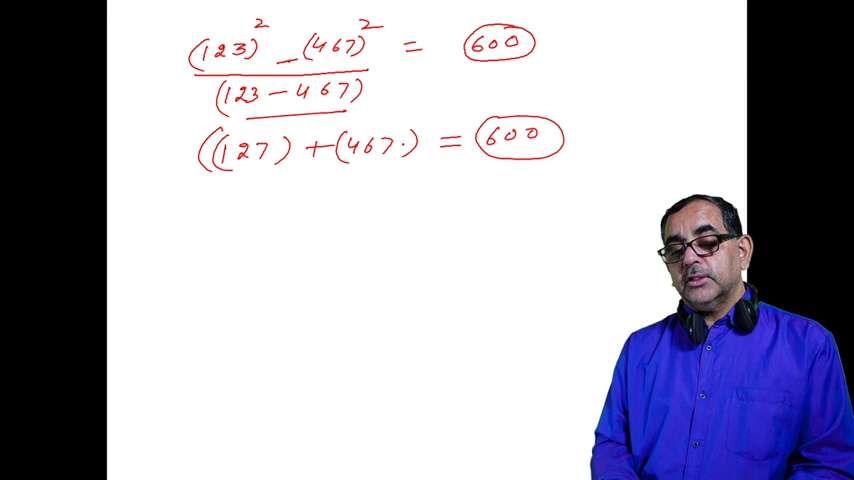 (123)² - (467)² = 600
(123 - 467)
((127) + (467.) = 600